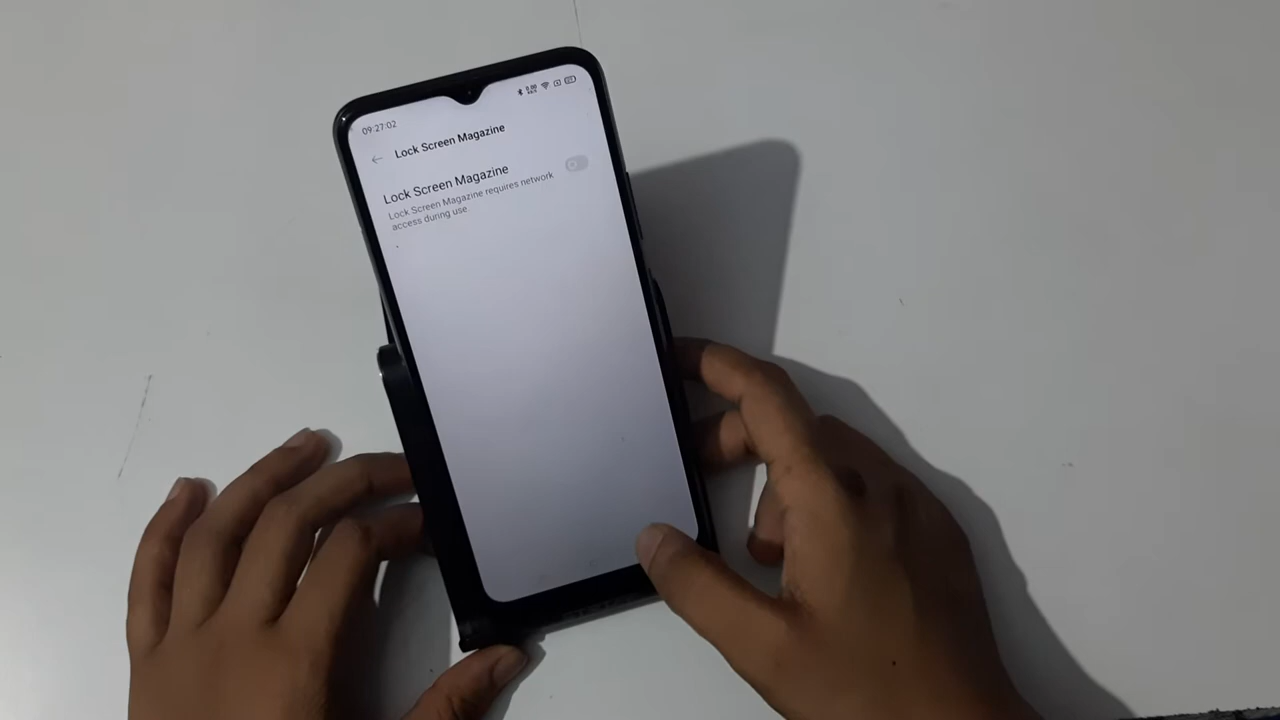 09:27:02
Lock Screen Magazine
Lock Screen Magazine
Lock Screen Magazine requires network
access during use